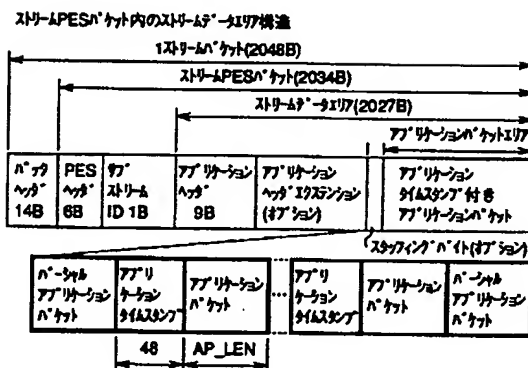 ストリームPESパケット内のストリームデータエリア構造
1ストリームパケット(2048B)
ストリームPESパケット(2034B)
ストリームデータエリア(2027B)
アプリケーションパケットエリア
パック
ヘッダ
14B
PES
ヘッダ
6B
サブ
ストリーム
ID 1B
アプリケーション
ヘッダ
9B
アプリケーション
ヘッダエクステンション
(オプション)
アプリケーション
タイムスタンプ付き
アプリケーションパケット
スタッフィングバイト(オプション)
パーシャル
アプリケーション
パケット
アプリ
ケーション
タイムスタンプ
アプリケーション
パケット
アプリ
ケーション
タイムスタンプ
アプリケーション
パケット
パーシャル
アプリケーション
パケット
48
AP_LEN